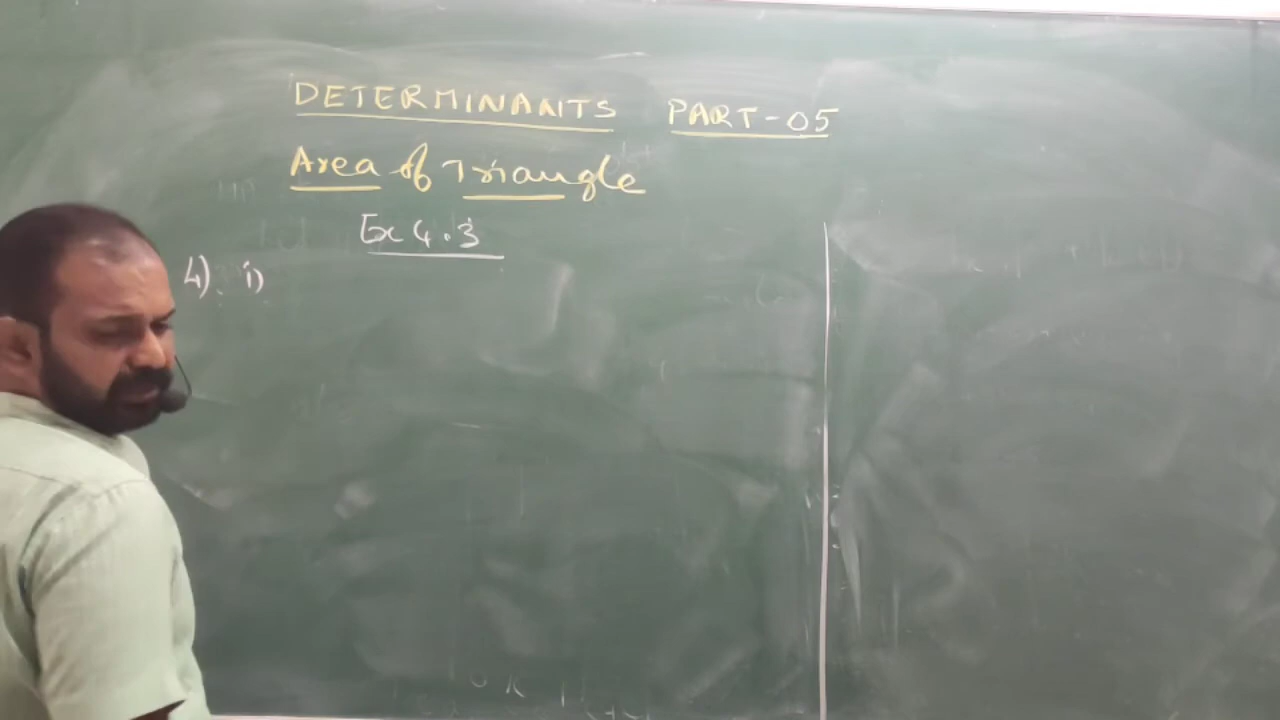 DETERMINANTS PART-05
Area of Triangle
Ex 4.3
4) i)